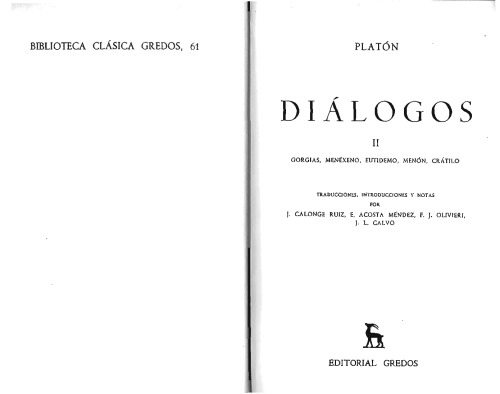 BIBLIOTECA CLÁSICA GREDOS, 61
PLATÓN
DIÁLOGOS
II
GORGIAS, MENÉXENO, EUTIDEMO, MENÓN, CRÁTILO
TRADUCCIONES, INTRODUCCIONES Y NOTAS
POR
J. CALONGE RUIZ, E. ACOSTA MÉNDEZ, F. J. OLIVIERI,
J. L. CALVO
EDITORIAL GREDOS